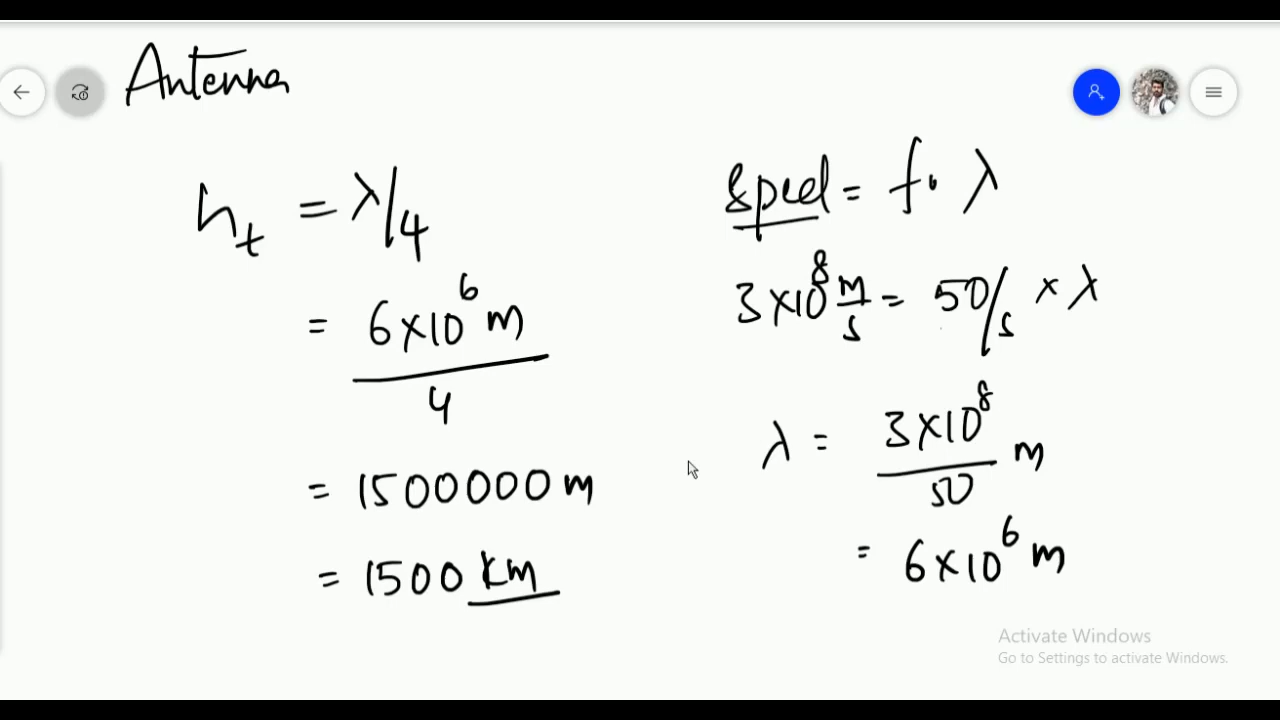 Antenna
h_t = λ/4
= 6×10^6 m / 4
= 1500000 m
= 1500 km
speed = f · λ
3×10^8 m/s = 50/s × λ
λ = 3×10^8 / 50 m
= 6×10^6 m
Activate Windows
Go to Settings to activate Windows.